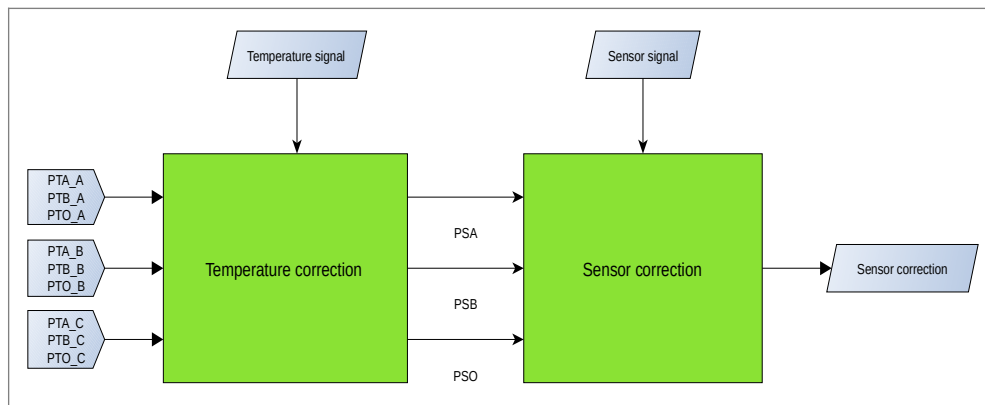 Temperature signal
Sensor signal
PTA_A
PTB_A
PTO_A
PSA
PTA_B
PTB_B
PTO_B
Temperature correction
Sensor correction
Sensor correction
PSB
PTA_C
PTB_C
PTO_C
PSO